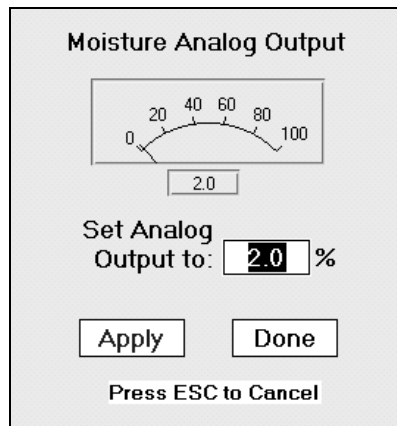 Moisture Analog Output
0 20 40 60 80 100
2.0
Set Analog
Output to: 2.0 %
Apply Done
Press ESC to Cancel